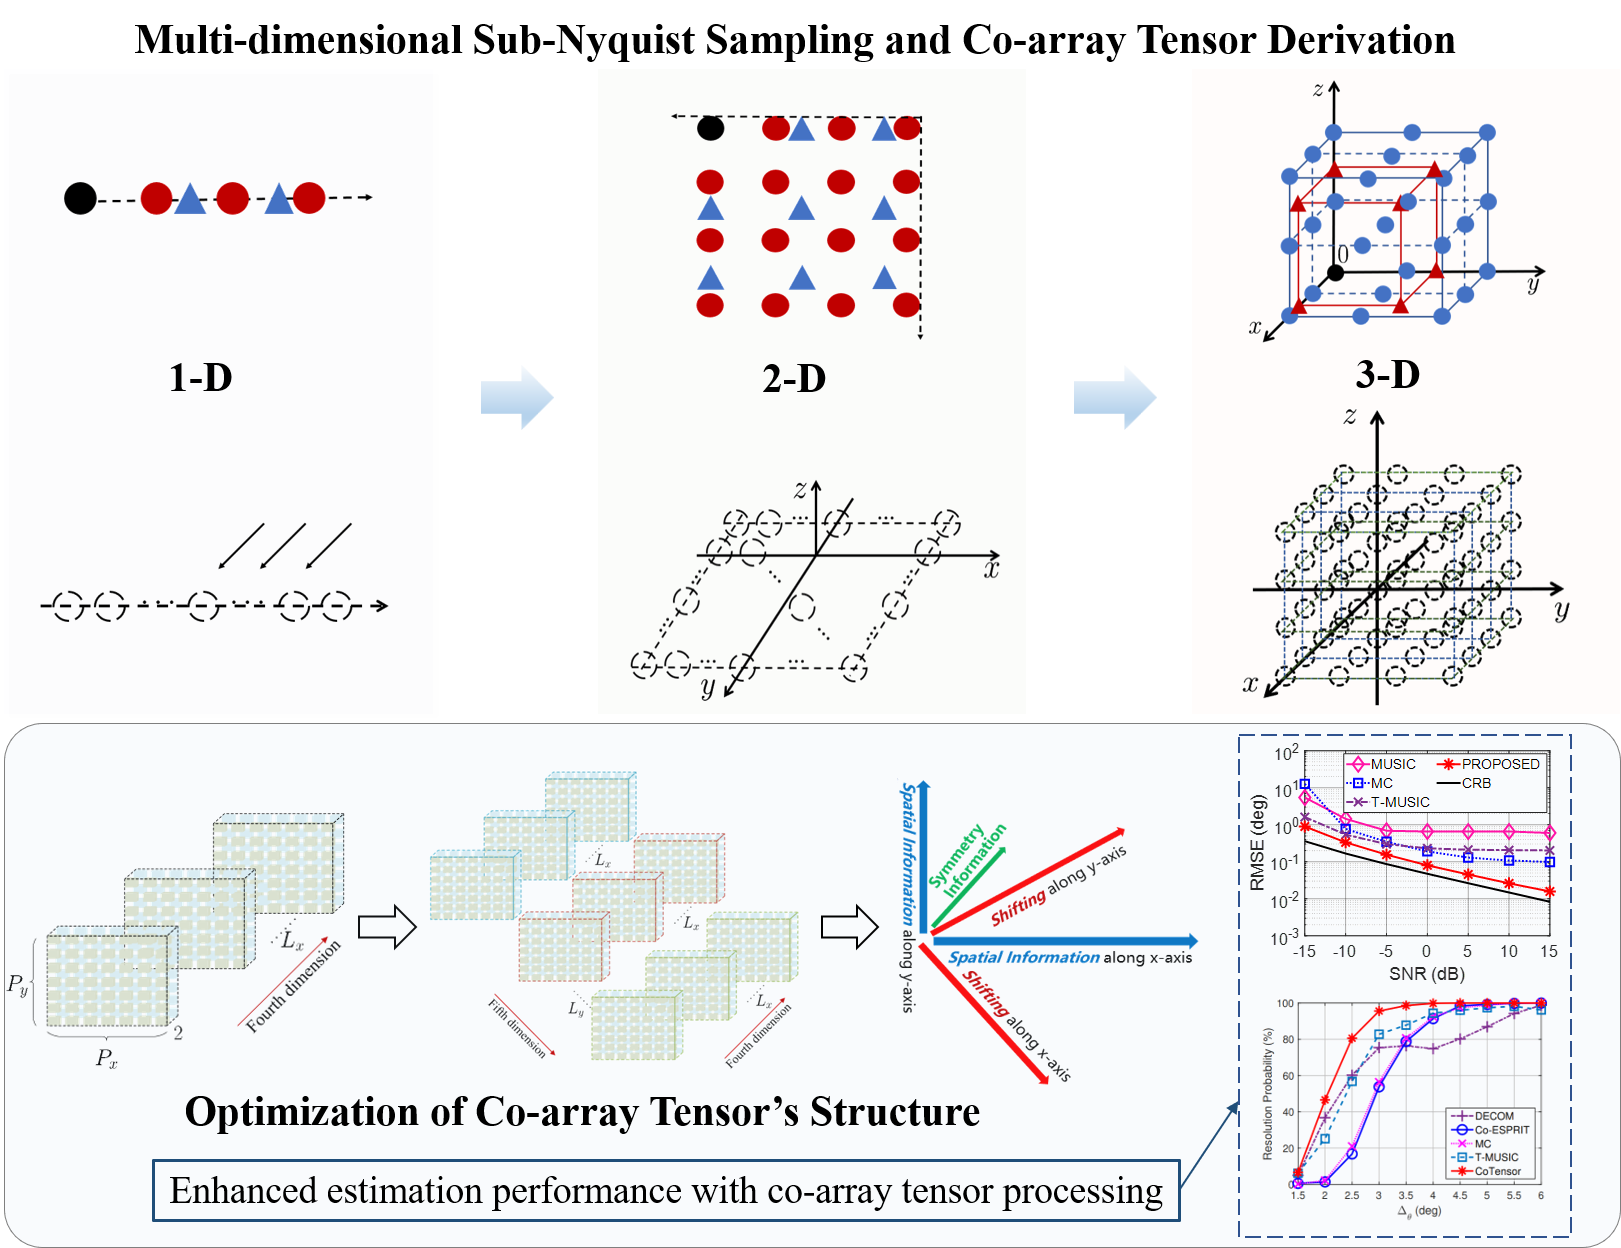 Multi-dimensional Sub-Nyquist Sampling and Co-array Tensor Derivation
z
0
y
x
1-D
2-D
3-D
z
x
y
z
y
x
P_y
P_x
2
L_x
Fourth dimension
L_x
L_x
L_x
L_y
Fifth dimension
Fourth dimension
Spatial Information along y-axis
Symmetry
Information
Shifting along y-axis
Spatial Information along x-axis
Shifting along x-axis
10^2
10^1
10^0
10^-1
10^-2
10^-3
RMSE (deg)
MUSIC
PROPOSED
MC
CRB
T-MUSIC
-15 -10 -5 0 5 10 15
SNR (dB)
100
80
60
40
20
0
Resolution Probability (%)
DECOM
Co-ESPRIT
MC
T-MUSIC
CoTensor
1.5 2 2.5 3 3.5 4 4.5 5 5.5 6
Δ_θ (deg)
Optimization of Co-array Tensor’s Structure
Enhanced estimation performance with co-array tensor processing